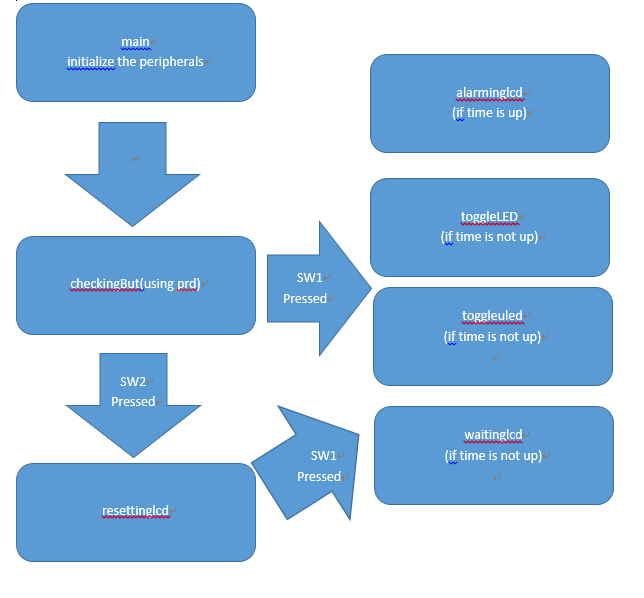 main
initialize the peripherals
alarminglcd
(if time is up)
toggleLED
(if time is not up)
checkingBut(using prd)
SW1
Pressed
toggleuled
(if time is not up)
SW2
Pressed
waitinglcd
(if time is not up)
SW1
Pressed
resettinglcd